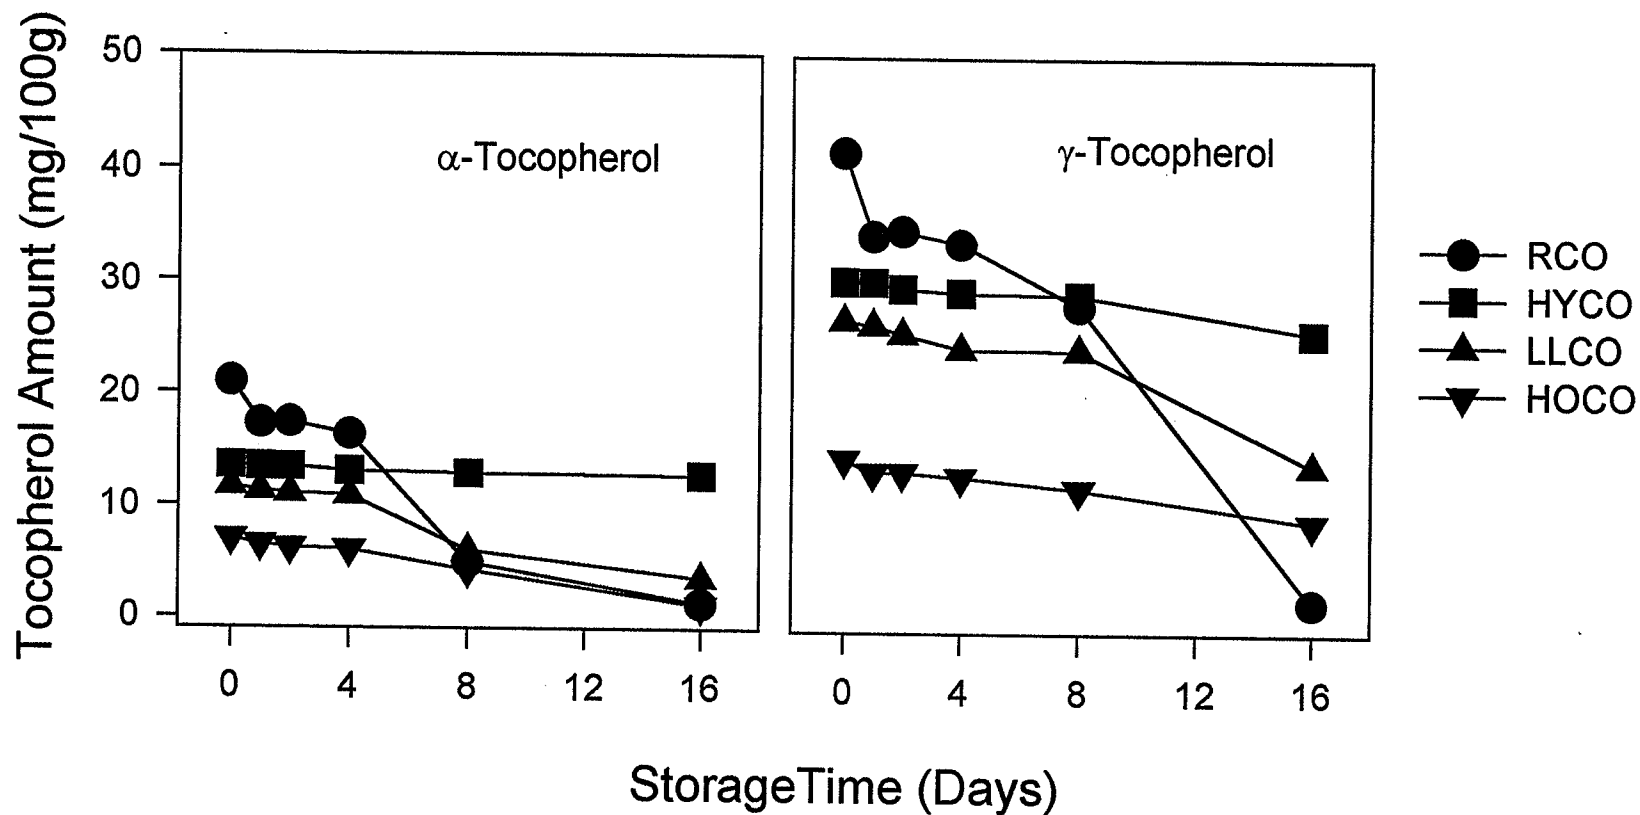 Tocopherol Amount (mg/100g)
50
40
30
20
10
0
α-Tocopherol
0 4 8 12 16
γ-Tocopherol
0 4 8 12 16
StorageTime (Days)
RCO
HYCO
LLCO
HOCO